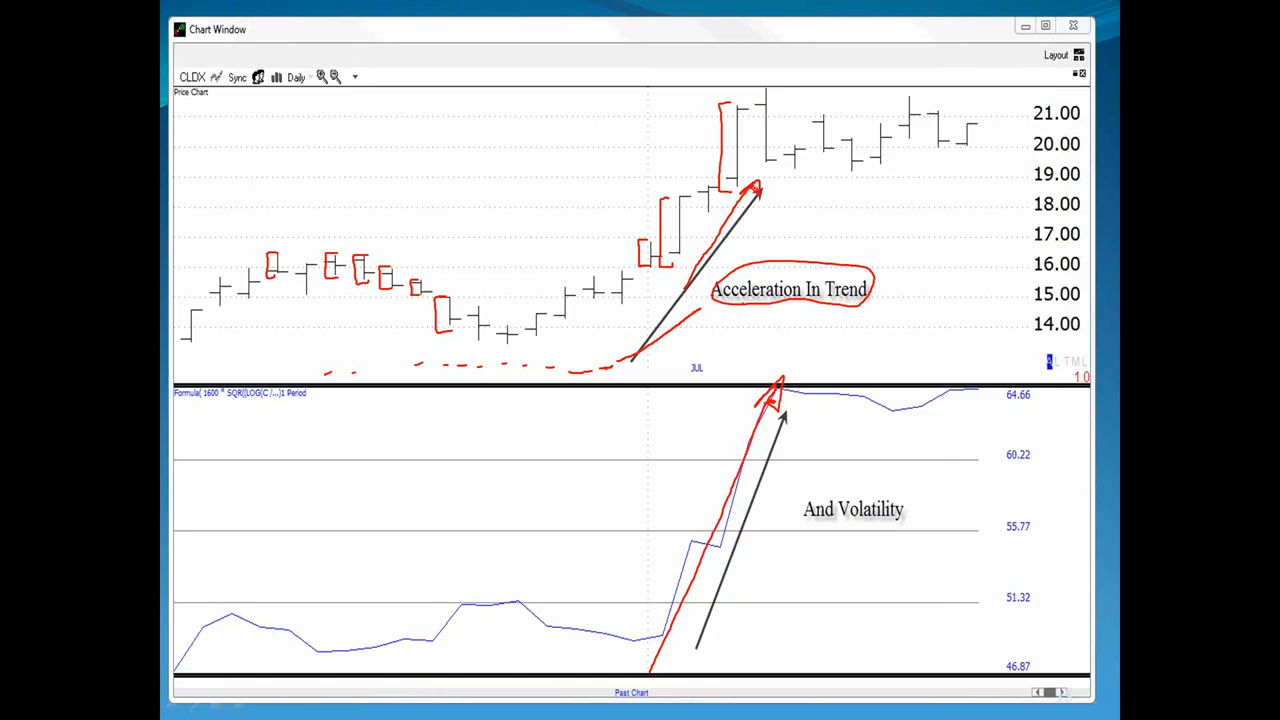 Chart Window
Layout
CLDX Sync Daily
Price Chart
21.00
20.00
19.00
18.00
17.00
16.00
Acceleration In Trend
15.00
14.00
JUL
L TML
1.0
Formula( 1600 * SQR((LOG(C /...)1 Period
64.66
60.22
And Volatility
55.77
51.32
46.87
Past Chart